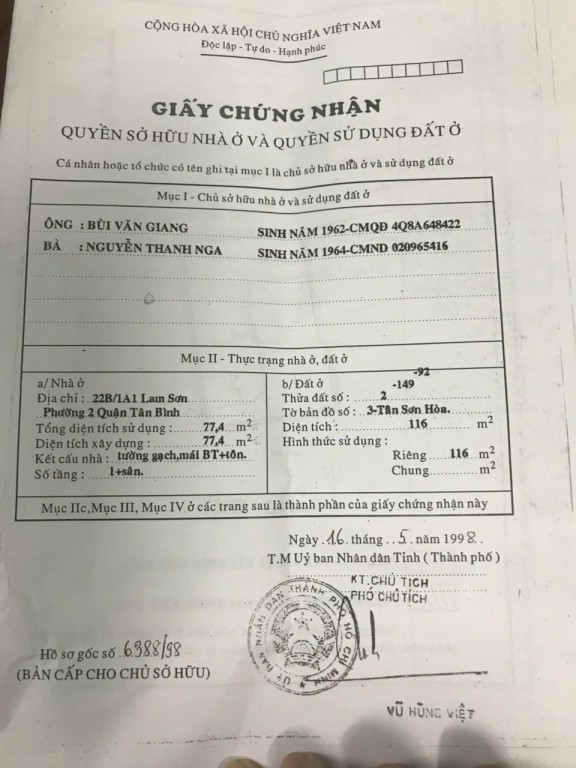 CỘNG HÒA XÃ HỘI CHỦ NGHĨA VIỆT NAM
Độc lập - Tự do - Hạnh phúc
GIẤY CHỨNG NHẬN
QUYỀN SỞ HỮU NHÀ Ở VÀ QUYỀN SỬ DỤNG ĐẤT Ở
Cá nhân hoặc tổ chức có tên ghi tại mục I là chủ sở hữu nhà ở và sử dụng đất ở
Mục I - Chủ sở hữu nhà ở và sử dụng đất ở
ÔNG : BÙI VĂN GIANG SINH NĂM 1962-CMQĐ 4Q8A648422
BÀ : NGUYỄN THANH NGA SINH NĂM 1964-CMND 020965416
Mục II - Thực trạng nhà ở, đất ở
a/ Nhà ở
Địa chỉ : 22B/1A1 Lam Sơn
Phường 2 Quận Tân Bình
Tổng diện tích sử dụng : 77,4 m2
Diện tích xây dựng : 77,4 m2
Kết cấu nhà : tường gạch,mái BT+tôn.
Số tầng : 1+sân.
-92
b/ Đất ở -149
Thửa đất số : 2
Tờ bản đồ số : 3-Tân Sơn Hòa.
Diện tích : 116 m2
Hình thức sử dụng :
Riêng 116 m2
Chung m2
Mục IIc,Mục III, Mục IV ở các trang sau là thành phần của giấy chứng nhận này
Ngày .16. tháng . . 5. năm 1998.
T.M Uỷ ban Nhân dân Tỉnh ( Thành phố )
KT.CHỦ TỊCH
PHÓ CHỦ TỊCH
ỦY BAN NHÂN DÂN THÀNH PHỐ HỒ CHÍ MINH
Hồ sơ gốc số .6988/98
(BẢN CẤP CHO CHỦ SỞ HỮU)
VŨ HÙNG VIỆT